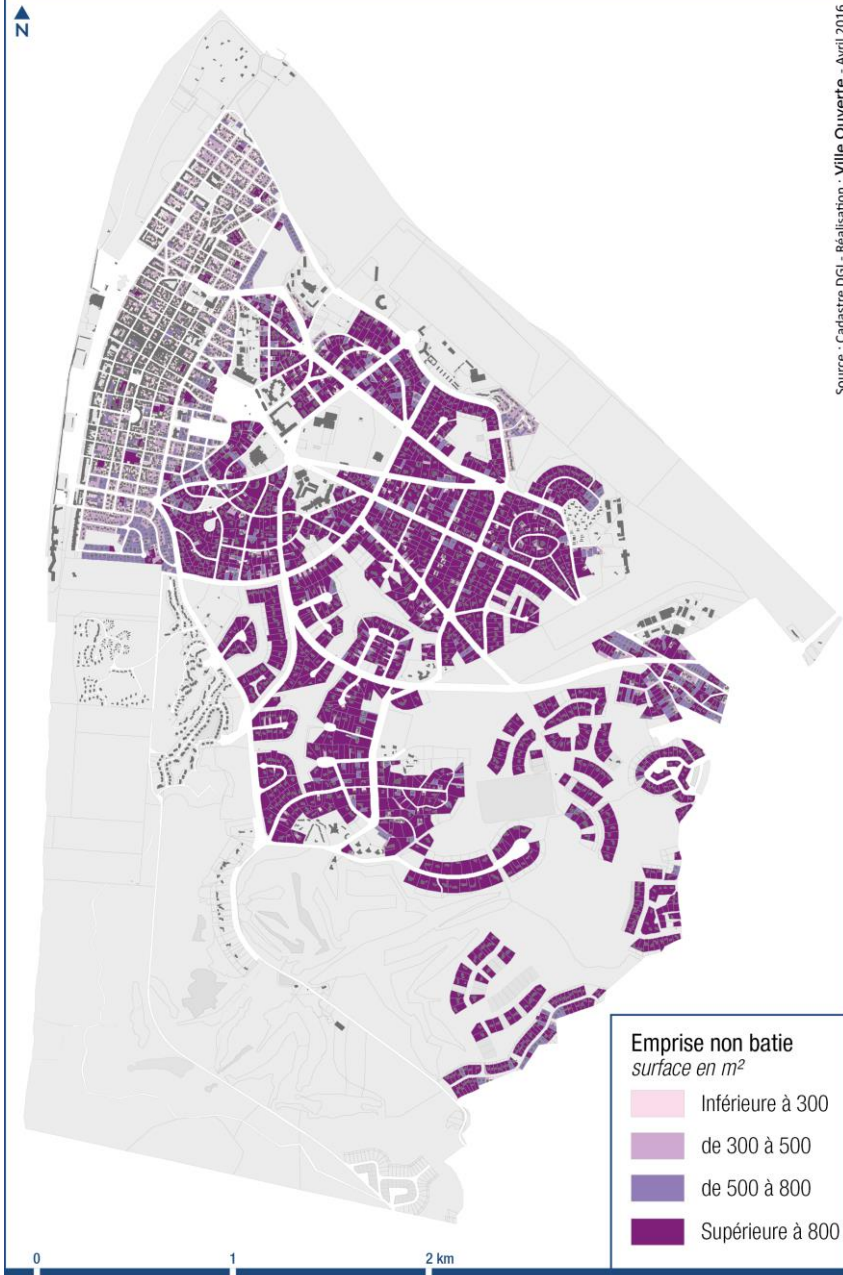 N
Source : Cadastre DGI - Réalisation : Ville Ouverte - Avril 2016
Emprise non batie
surface en m²
Inférieure à 300
de 300 à 500
de 500 à 800
Supérieure à 800
0 1 2 km